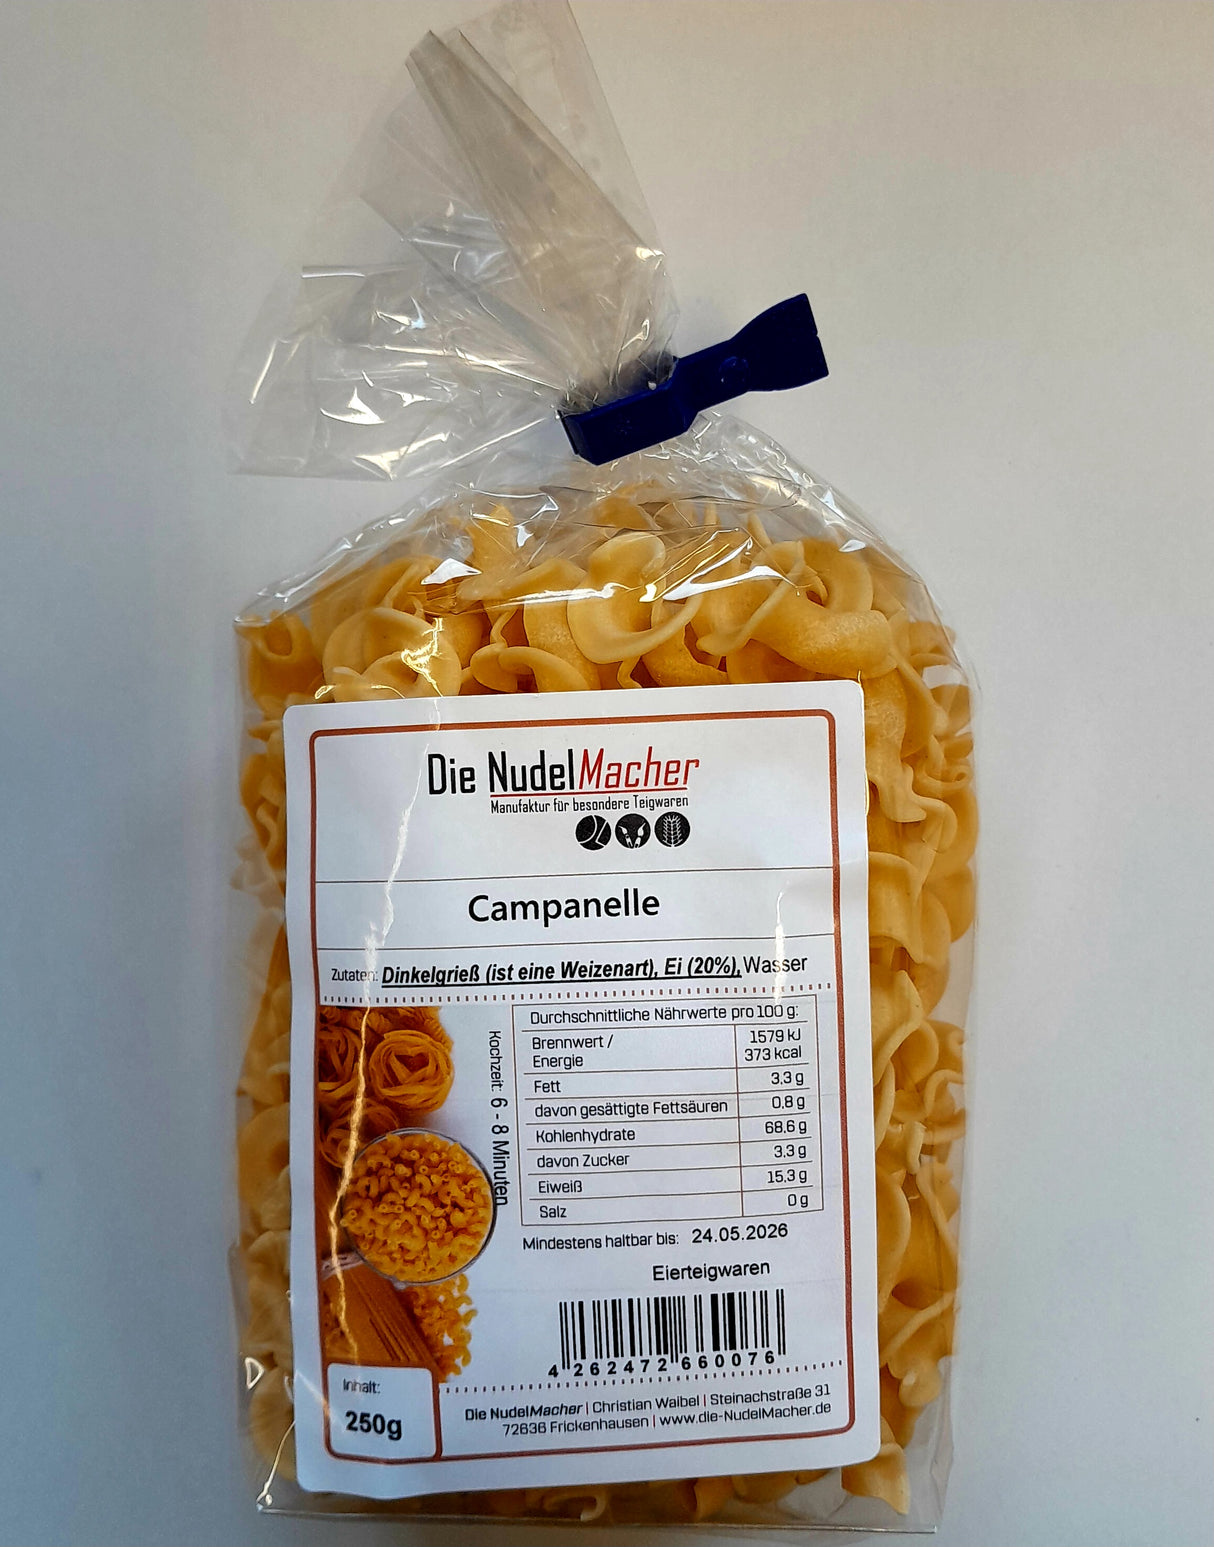 Die NudelMacher
Manufaktur für besondere Teigwaren
Campanelle
Zutaten: Dinkelgrieß (ist eine Weizenart), Ei (20%), Wasser
Kochzeit: 6 - 8 Minuten
Durchschnittliche Nährwerte pro 100 g:
Brennwert / 1579 kJ
Energie 373 kcal
Fett 3,3 g
davon gesättigte Fettsäuren 0,8 g
Kohlenhydrate 68,6 g
davon Zucker 3,3 g
Eiweiß 15,3 g
Salz 0 g
Mindestens haltbar bis: 24.05.2026
Eierteigwaren
4 262472 660076
Inhalt:
250g
Die NudelMacher | Christian Waibel | Steinachstraße 31
72636 Frickenhausen | www.die-NudelMacher.de